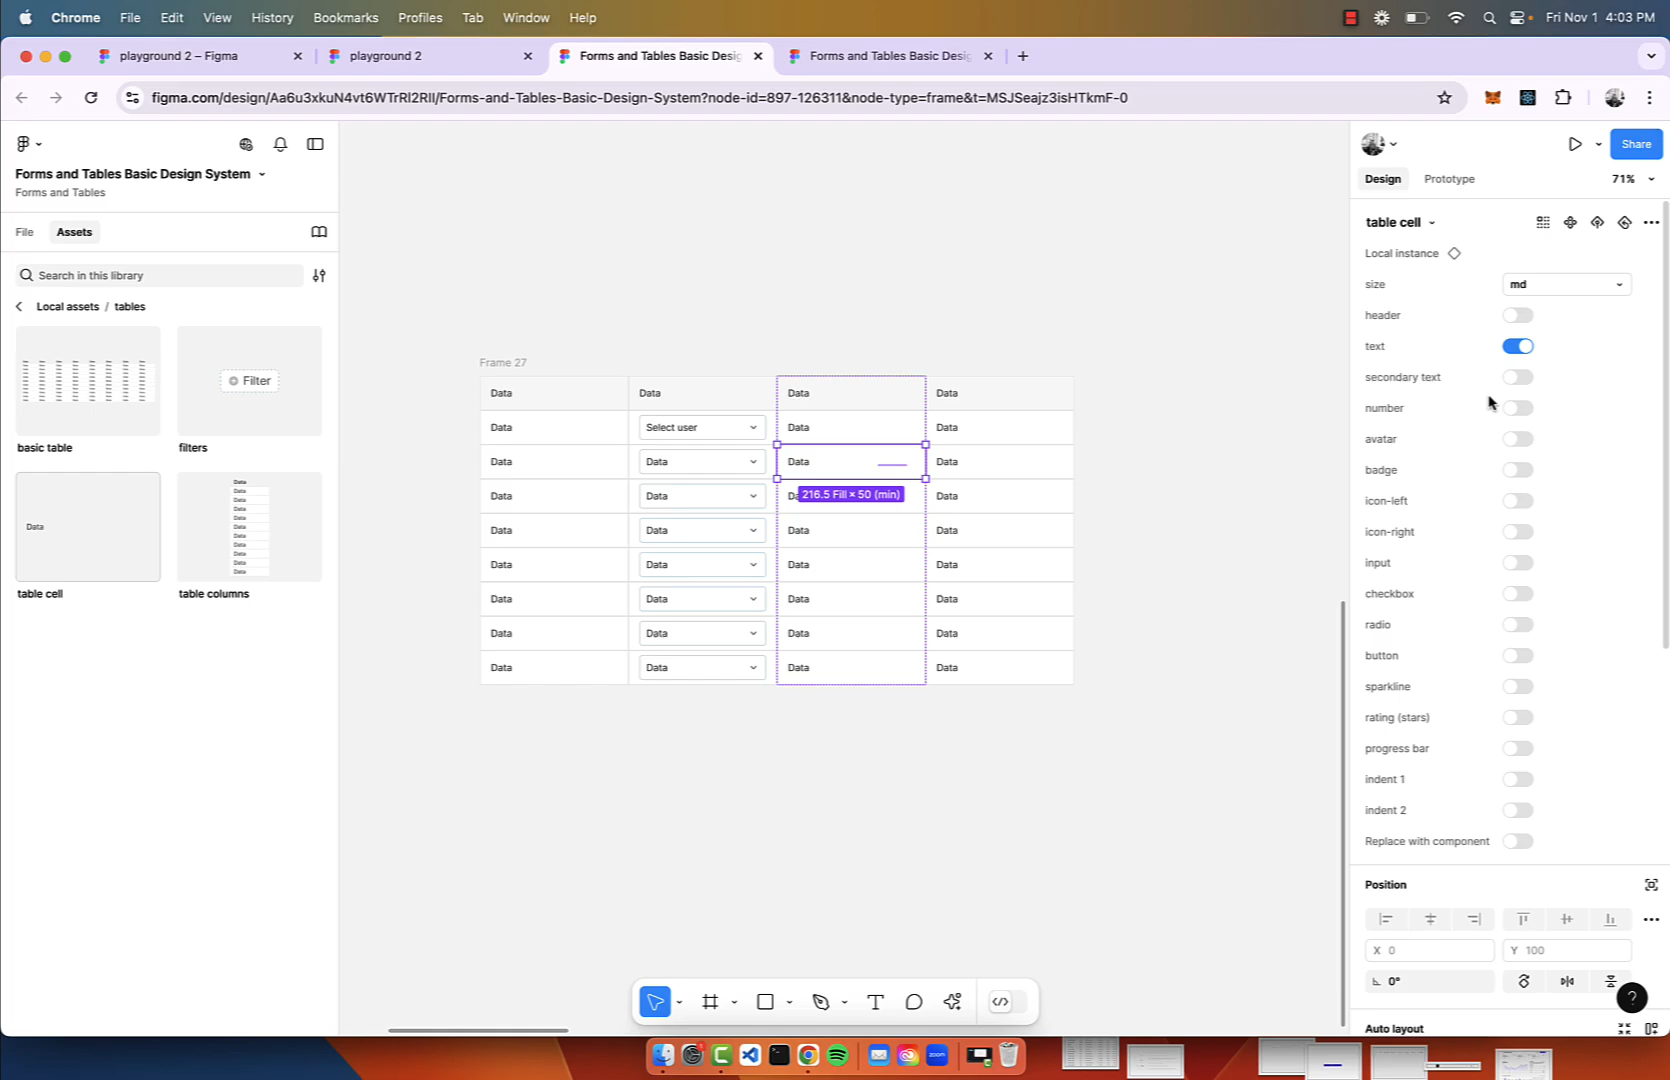 Chrome File Edit View History Bookmarks Profiles Tab Window Help Fri Nov 1 4:03 PM
playground 2 – Figma playground 2 Forms and Tables Basic Desig Forms and Tables Basic Desig
figma.com/design/Aa6u3xkuN4vt6WTrRl2RIl/Forms-and-Tables-Basic-Design-System?node-id=897-126311&node-type=frame&t=MSJSeajz3isHTkmF-0
Share
Forms and Tables Basic Design System
Forms and Tables
Design Prototype 71%
File Assets
Search in this library
Local assets / tables
Filter
basic table filters
Data
Data
Data
Data
Data
Data
Data
Data
Data
Data
Data
table cell table columns
Frame 27
Data Data Data Data
Data Select user Data Data
Data Data Data Data
Data Data Da 216.5 Fill × 50 (min) Data
Data Data Data Data
Data Data Data Data
Data Data Data Data
Data Data Data Data
Data Data Data Data
table cell
Local instance
size md
header
text
secondary text
number
avatar
badge
icon-left
icon-right
input
checkbox
radio
button
sparkline
rating (stars)
progress bar
indent 1
indent 2
Replace with component
Position
X 0 Y 100
0°
?
Auto layout
zoom